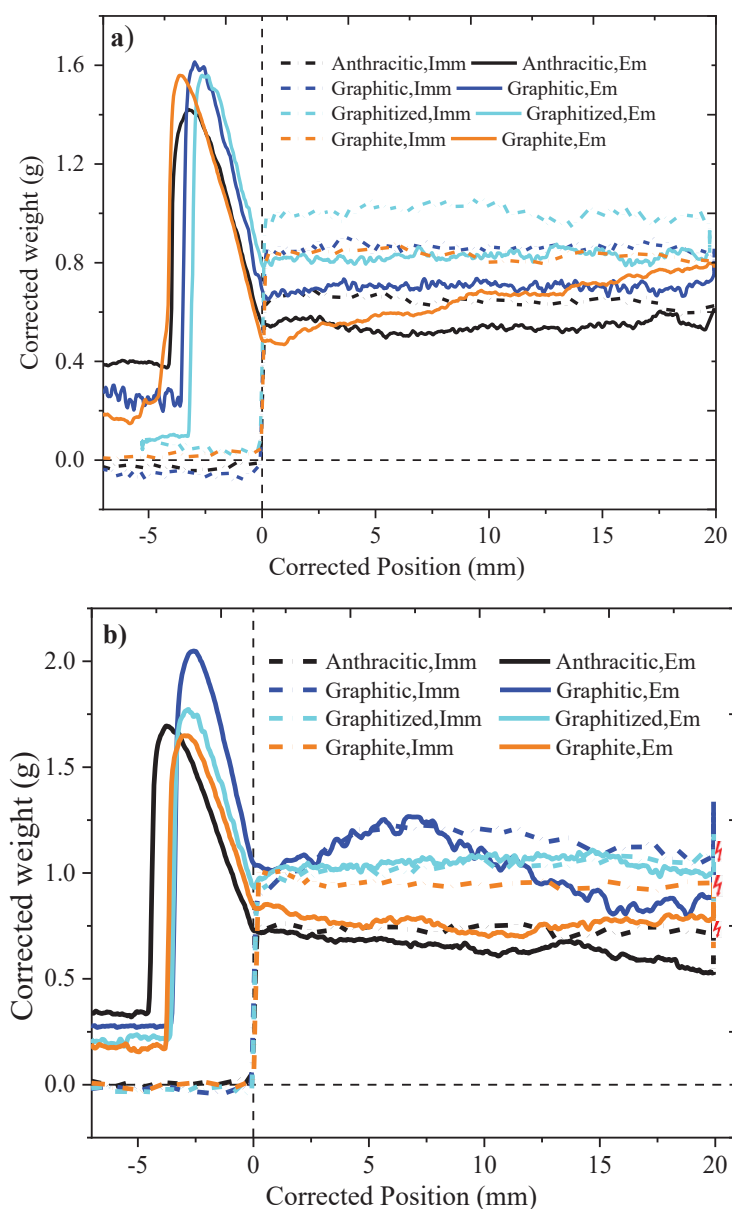 a)
Anthracitic,Imm Anthracitic,Em
Graphitic,Imm Graphitic,Em
Graphitized,Imm Graphitized,Em
Graphite,Imm Graphite,Em
1.6
1.2
0.8
0.4
0.0
Corrected weight (g)
-5 0 5 10 15 20
Corrected Position (mm)
b)
Anthracitic,Imm Anthracitic,Em
Graphitic,Imm Graphitic,Em
Graphitized,Imm Graphitized,Em
Graphite,Imm Graphite,Em
2.0
1.5
1.0
0.5
0.0
Corrected weight (g)
-5 0 5 10 15 20
Corrected Position (mm)